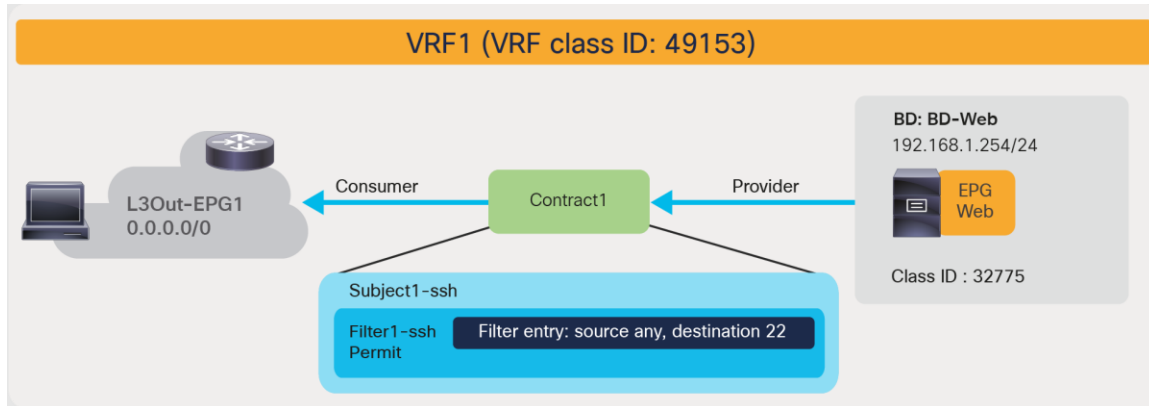 VRF1 (VRF class ID: 49153)
L3Out-EPG1
0.0.0.0/0
Consumer
Contract1
Provider
BD: BD-Web
192.168.1.254/24
EPG
Web
Class ID : 32775
Subject1-ssh
Filter1-ssh
Permit
Filter entry: source any, destination 22